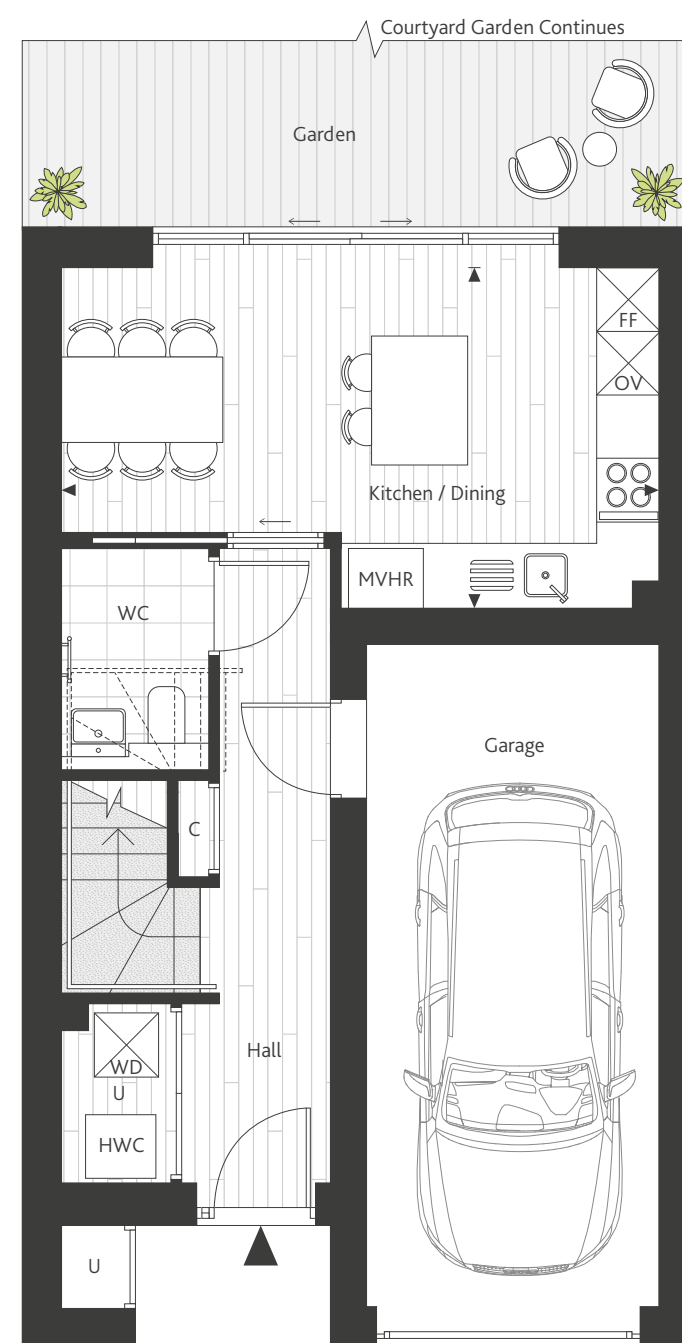 Courtyard Garden Continues
Garden
FF
OV
Kitchen / Dining
MVHR
WC
Garage
C
Hall
WD
U
HWC
U